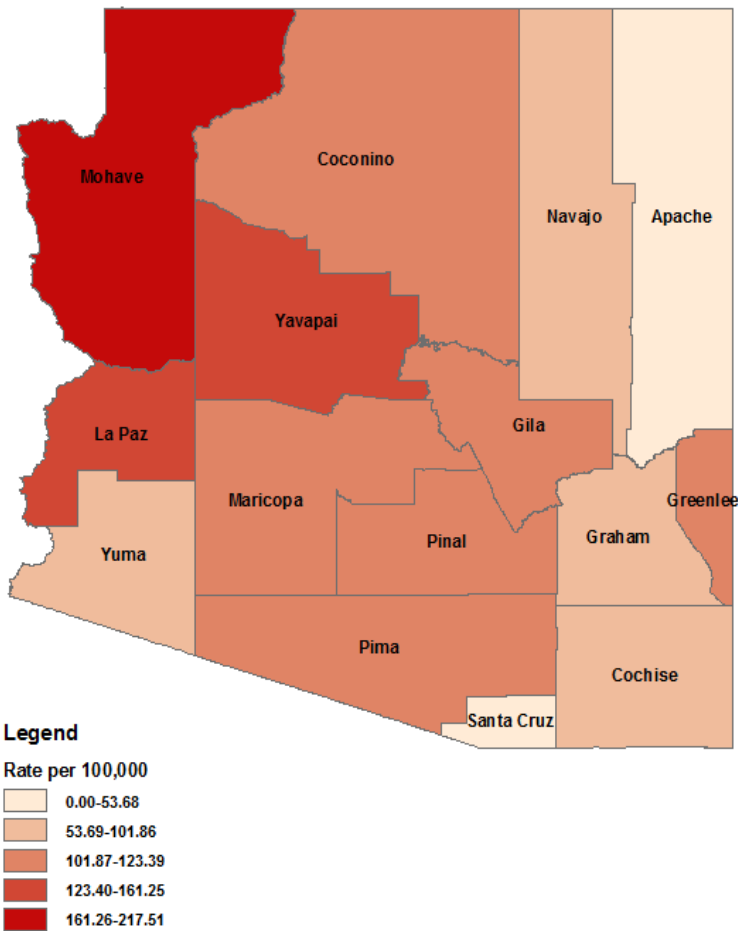 Mohave
Coconino
Navajo
Apache
Yavapai
La Paz
Gila
Maricopa
Greenlee
Yuma
Pinal
Graham
Pima
Cochise
Santa Cruz
Legend
Rate per 100,000
0.00-53.68
53.69-101.86
101.87-123.39
123.40-161.25
161.26-217.51